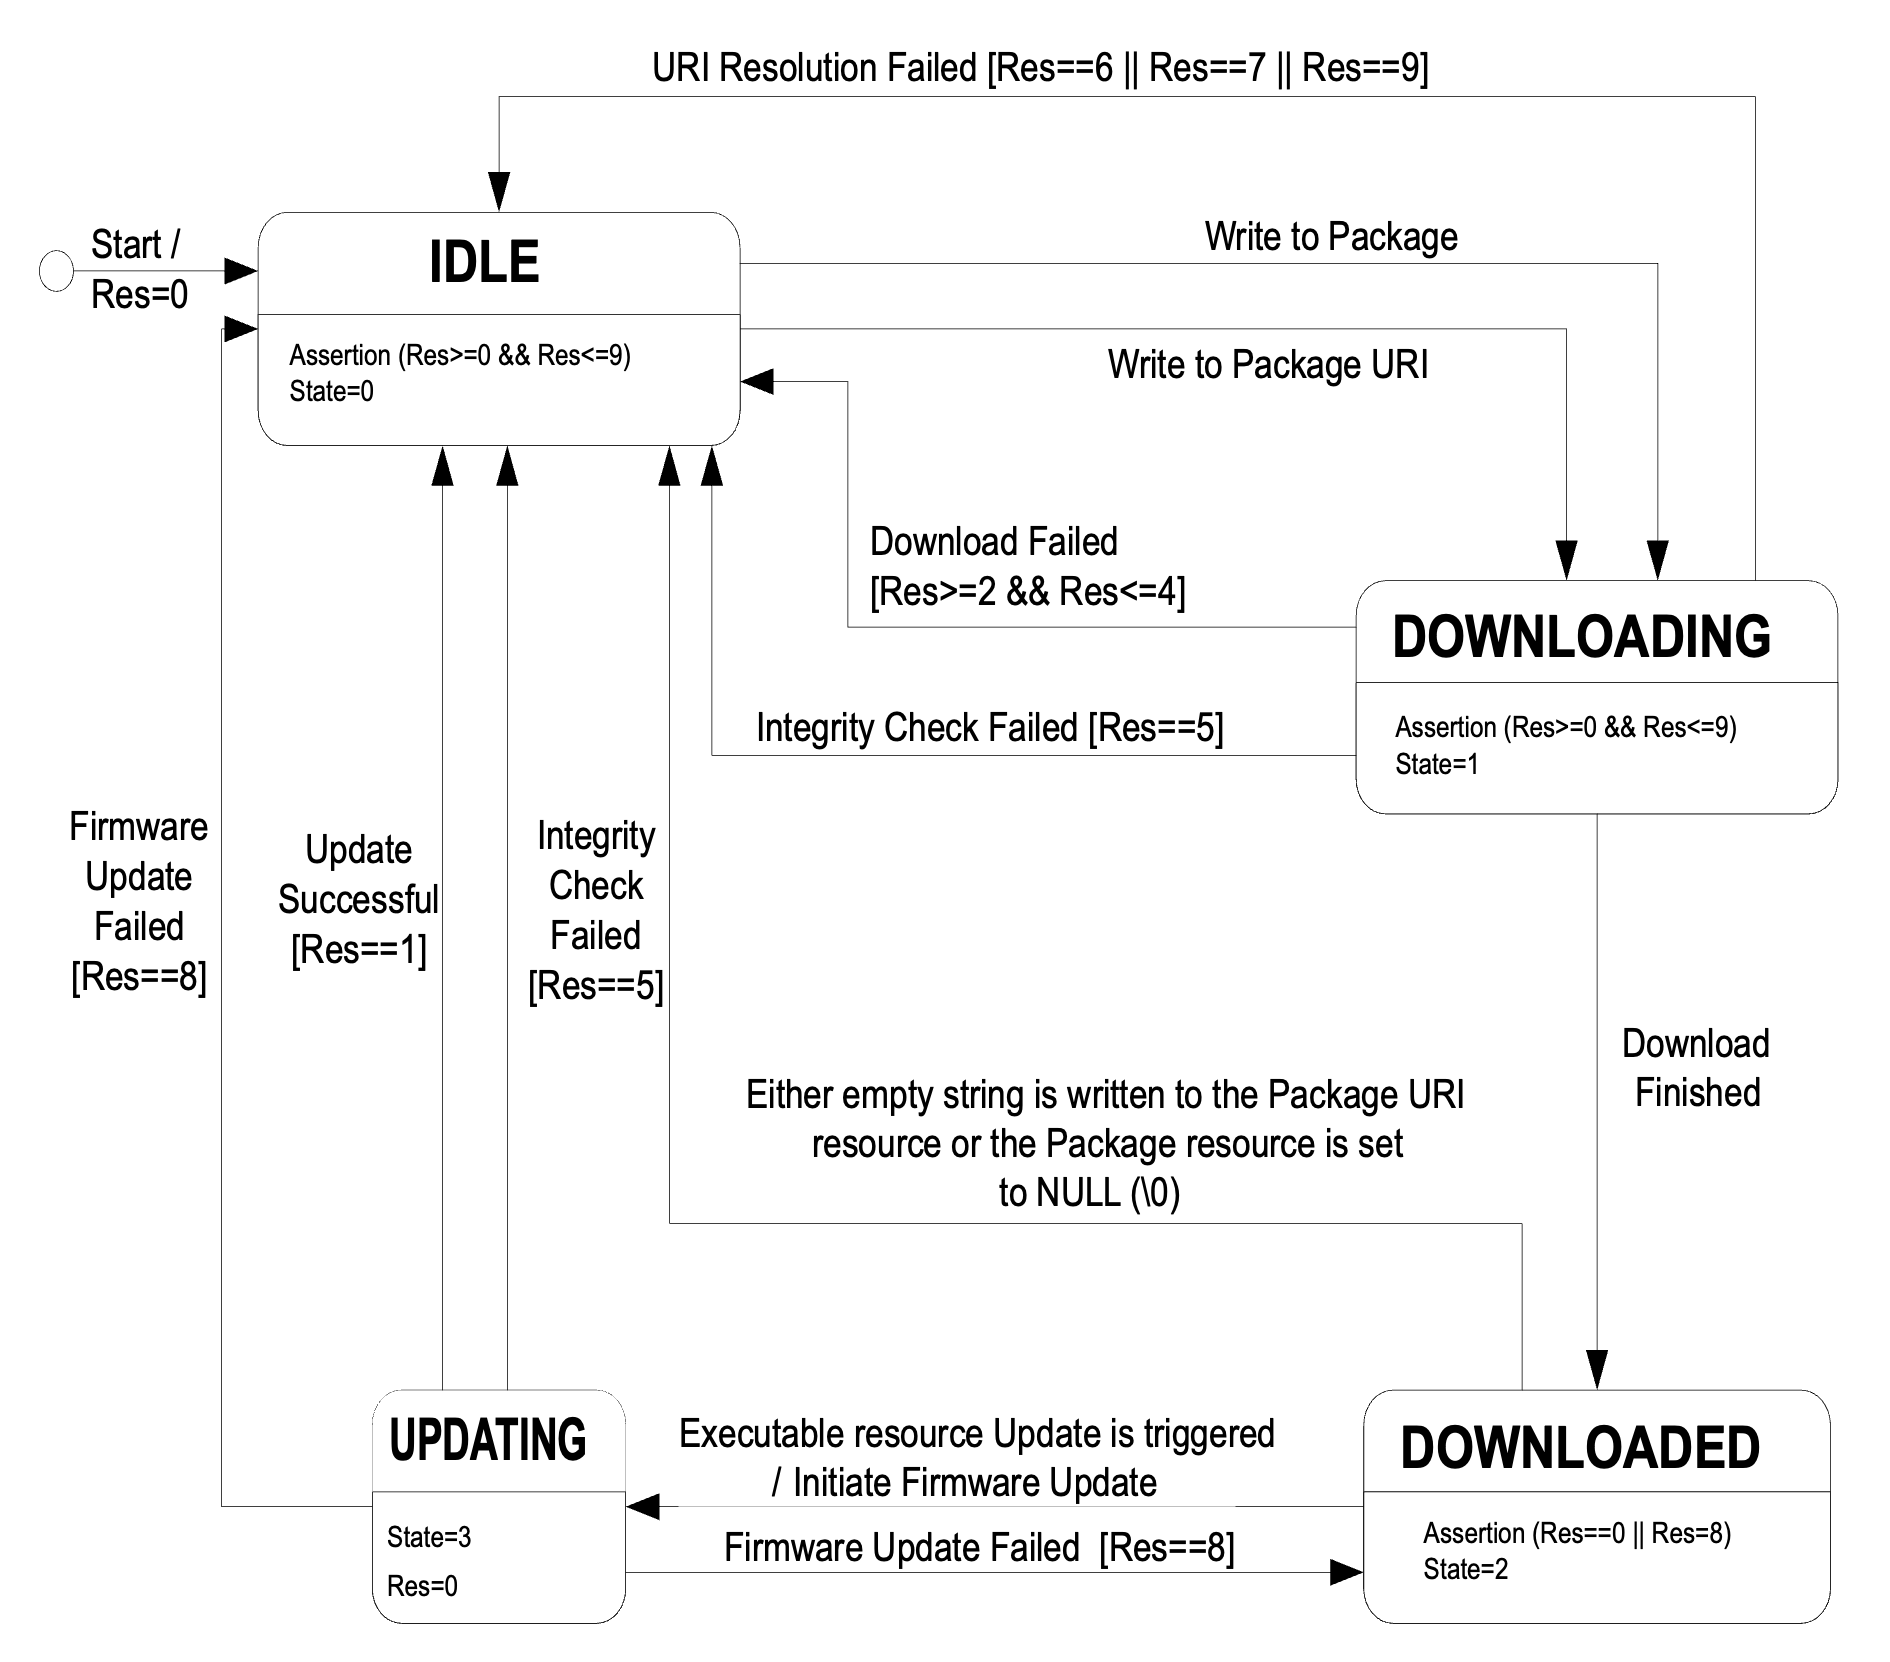 URI Resolution Failed [Res==6 || Res==7 || Res==9]
Start /
Res=0
IDLE
Assertion (Res>=0 && Res<=9)
State=0
Write to Package
Write to Package URI
Download Failed
[Res>=2 && Res<=4]
DOWNLOADING
Assertion (Res>=0 && Res<=9)
State=1
Integrity Check Failed [Res==5]
Firmware
Update
Failed
[Res==8]
Update
Successful
[Res==1]
Integrity
Check
Failed
[Res==5]
Download
Finished
Either empty string is written to the Package URI
resource or the Package resource is set
to NULL (\0)
UPDATING
State=3
Res=0
Executable resource Update is triggered
/ Initiate Firmware Update
Firmware Update Failed [Res==8]
DOWNLOADED
Assertion (Res==0 || Res=8)
State=2